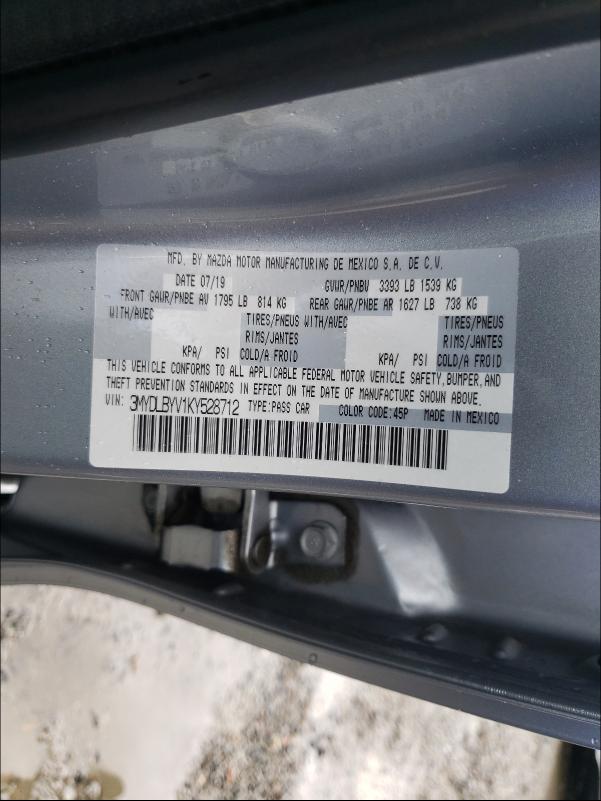 MFD. BY MAZDA MOTOR MANUFACTURING DE MEXICO S.A. DE C.V.
DATE 07/19 GVWR/PNBV 3393 LB 1539 KG
FRONT GAWR/PNBE AV 1795 LB 814 KG REAR GAWR/PNBE AR 1627 LB 738 KG
WITH/AVEC TIRES/PNEUS WITH/AVEC TIRES/PNEUS
RIMS/JANTES RIMS/JANTES
KPA/ PSI COLD/A FROID KPA/ PSI COLD/A FROID
THIS VEHICLE CONFORMS TO ALL APPLICABLE FEDERAL MOTOR VEHICLE SAFETY, BUMPER, AND
THEFT PREVENTION STANDARDS IN EFFECT ON THE DATE OF MANUFACTURE SHOWN ABOVE.
VIN: 3MYDLBYV1KY528712 TYPE:PASS CAR COLOR CODE:45P MADE IN MEXICO